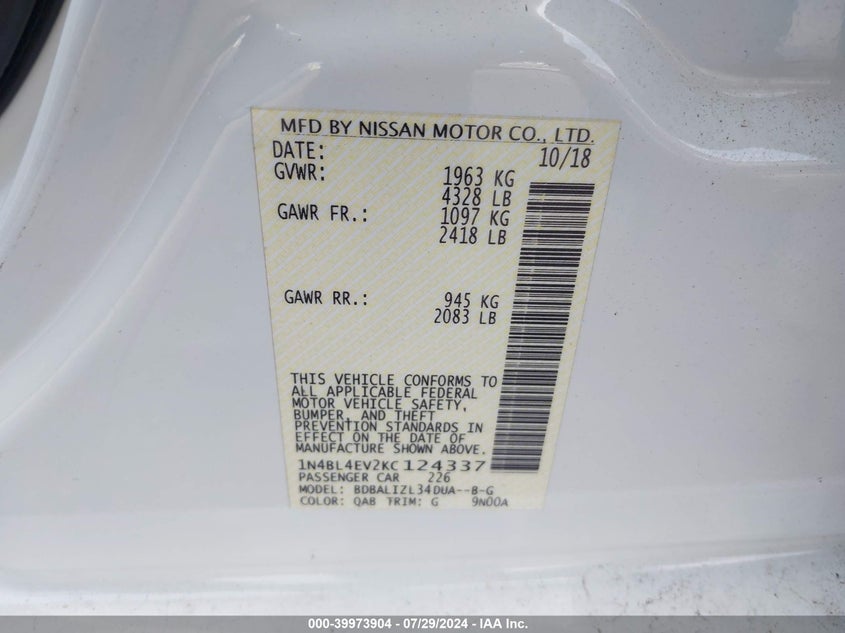 MFD BY NISSAN MOTOR CO., LTD.
DATE: 10/18
GVWR: 1963 KG
4328 LB
GAWR FR.: 1097 KG
2418 LB
GAWR RR.: 945 KG
2083 LB
THIS VEHICLE CONFORMS TO
ALL APPLICABLE FEDERAL
MOTOR VEHICLE SAFETY,
BUMPER, AND THEFT
PREVENTION STANDARDS IN
EFFECT ON THE DATE OF
MANUFACTURE SHOWN ABOVE.
1N4BL4EV2KC124337
PASSENGER CAR 226
MODEL: BDBALIZL34DUA--B-G
COLOR: QAB TRIM: G 9N00A
000-39973904 / 07/29/2024 - IAA Inc.